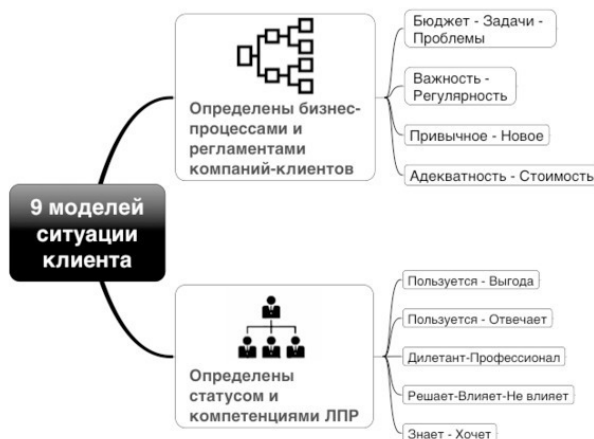 9 моделей
ситуации
клиента
Определены бизнес-
процессами и
регламентами
компаний-клиентов
Бюджет - Задачи -
Проблемы
Важность -
Регулярность
Привычное - Новое
Адекватность - Стоимость
Определены
статусом и
компетенциями ЛПР
Пользуется - Выгода
Пользуется - Отвечает
Дилетант-Профессионал
Решает-Влияет-Не влияет
Знает - Хочет